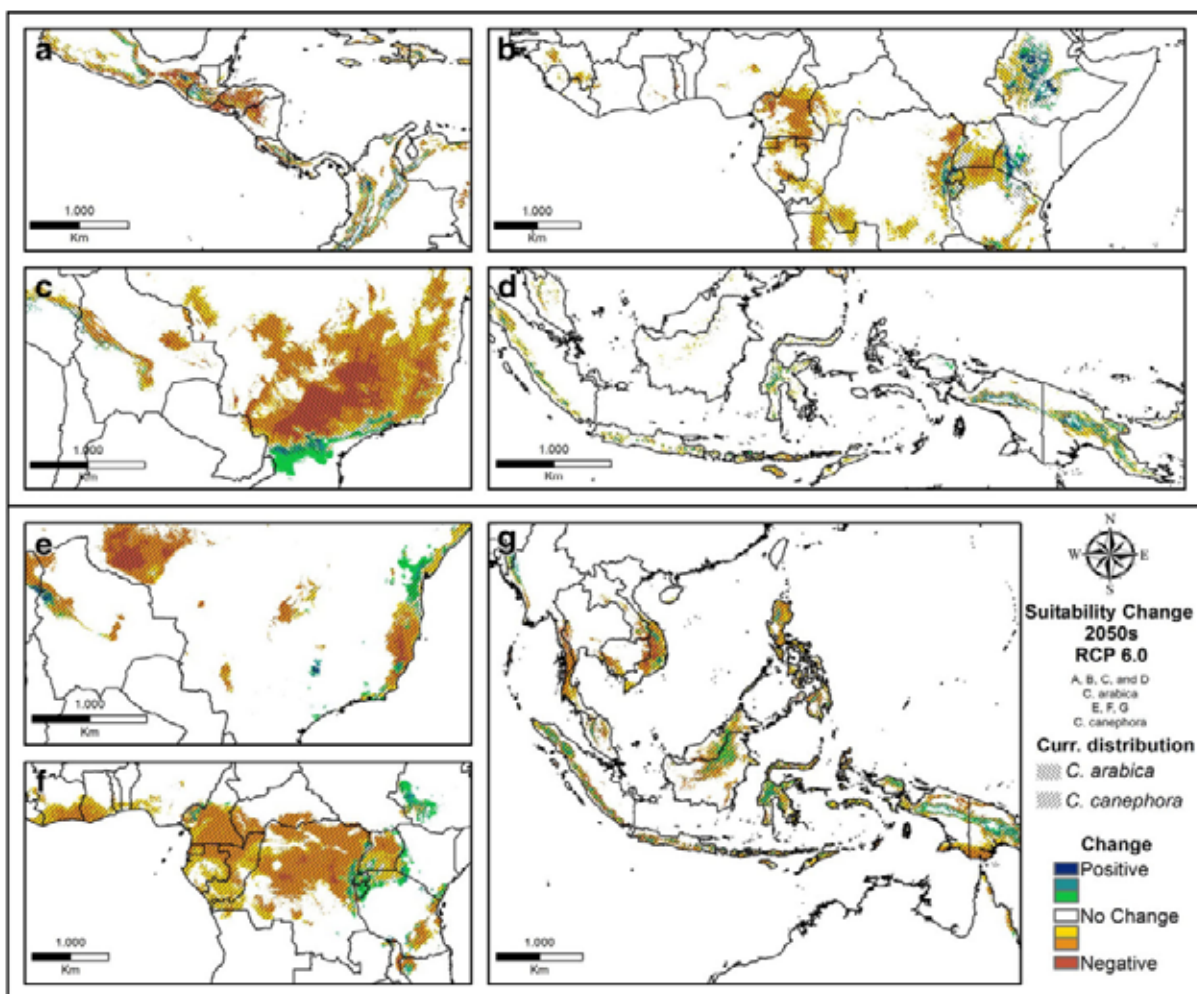 a
1.000
Km
b
1.000
Km
c
1.000
Km
d
1.000
Km
e
1.000
Km
f
1.000
Km
g
1.000
Km
N
W E
S
Suitability Change
2050s
RCP 6.0
A, B, C, and D
C. arabica
E, F, G
C. canephora
Curr. distribution
C. arabica
C. canephora
Change
Positive
No Change
Negative